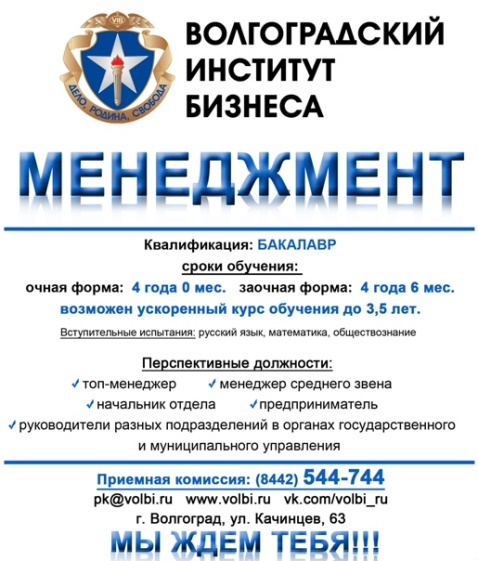 VIB
ДЕЛО, РОДИНА, СВОБОДА
ВОЛГОГРАДСКИЙ
ИНСТИТУТ
БИЗНЕСА
МЕНЕДЖМЕНТ
Квалификация: БАКАЛАВР
сроки обучения:
очная форма: 4 года 0 мес. заочная форма: 4 года 6 мес.
возможен ускоренный курс обучения до 3,5 лет.
Вступительные испытания: русский язык, математика, обществознание
Перспективные должности:
✓топ-менеджер ✓менеджер среднего звена
✓начальник отдела ✓предприниматель
✓руководители разных подразделений в органах государственного
и муниципального управления
Приемная комиссия: (8442) 544-744
pk@volbi.ru www.volbi.ru vk.com/volbi_ru
г. Волгоград, ул. Качинцев, 63
МЫ ЖДЕМ ТЕБЯ!!!